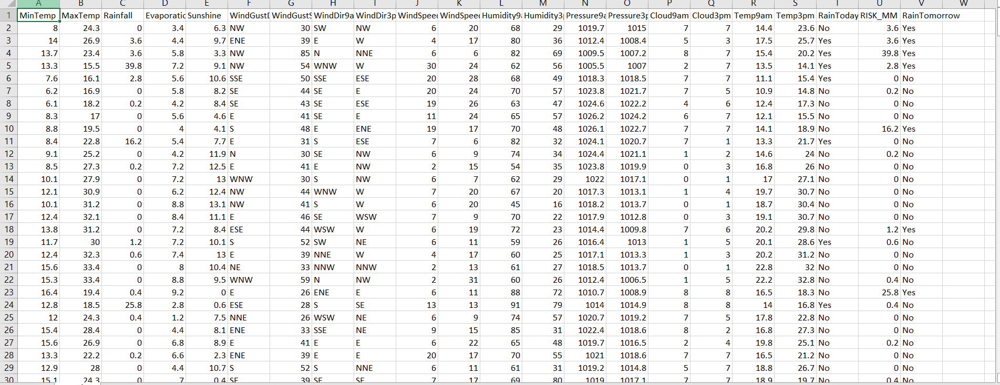 A B C D E F G H I J K L M N O P Q R S T U V W
1 MinTemp MaxTemp Rainfall Evaporatic Sunshine WindGustD WindGustS WindDir9a WindDir3p WindSpeed WindSpeed Humidity9a Humidity3p Pressure9a Pressure3p Cloud9am Cloud3pm Temp9am Temp3pm RainToday RISK_MM RainTomorrow
2 8 24.3 0 3.4 6.3 NW 30 SW NW 6 20 68 29 1019.7 1015 7 7 14.4 23.6 No 3.6 Yes
3 14 26.9 3.6 4.4 9.7 ENE 39 E W 4 17 80 36 1012.4 1008.4 5 3 17.5 25.7 Yes 3.6 Yes
4 13.7 23.4 3.6 5.8 3.3 NW 85 N NNE 6 6 82 69 1009.5 1007.2 8 7 15.4 20.2 Yes 39.8 Yes
5 13.3 15.5 39.8 7.2 9.1 NW 54 WNW W 30 24 62 56 1005.5 1007 2 7 13.5 14.1 Yes 2.8 Yes
6 7.6 16.1 2.8 5.6 10.6 SSE 50 SSE ESE 20 28 68 49 1018.3 1018.5 7 7 11.1 15.4 Yes 0 No
7 6.2 16.9 0 5.8 8.2 SE 44 SE E 20 24 70 57 1023.8 1021.7 7 5 10.9 14.8 No 0.2 No
8 6.1 18.2 0.2 4.2 8.4 SE 43 SE ESE 19 26 63 47 1024.6 1022.2 4 6 12.4 17.3 No 0 No
9 8.3 17 0 5.6 4.6 E 41 SE E 11 24 65 57 1026.2 1024.2 6 7 12.1 15.5 No 0 No
10 8.8 19.5 0 4 4.1 S 48 E ENE 19 17 70 48 1026.1 1022.7 7 7 14.1 18.9 No 16.2 Yes
11 8.4 22.8 16.2 5.4 7.7 E 31 S ESE 7 6 82 32 1024.1 1020.7 7 1 13.3 21.7 Yes 0 No
12 9.1 25.2 0 4.2 11.9 N 30 SE NW 6 9 74 34 1024.4 1021.1 1 2 14.6 24 No 0.2 No
13 8.5 27.3 0.2 7.2 12.5 E 41 E NW 2 15 54 35 1023.8 1019.9 0 3 16.8 26 No 0 No
14 10.1 27.9 0 7.2 13 WNW 30 S NW 6 7 62 29 1022 1017.1 0 1 17 27.1 No 0 No
15 12.1 30.9 0 6.2 12.4 NW 44 WNW W 7 20 67 20 1017.3 1013.1 1 4 19.7 30.7 No 0 No
16 10.1 31.2 0 8.8 13.1 NW 41 S W 6 20 45 16 1018.2 1013.7 0 1 18.7 30.4 No 0 No
17 12.4 32.1 0 8.4 11.1 E 46 SE WSW 7 9 70 22 1017.9 1012.8 0 3 19.1 30.7 No 0 No
18 13.8 31.2 0 7.2 8.4 ESE 44 WSW W 6 19 72 23 1014.4 1009.8 7 6 20.2 29.8 No 1.2 Yes
19 11.7 30 1.2 7.2 10.1 S 52 SW NE 6 11 59 26 1016.4 1013 1 5 20.1 28.6 Yes 0.6 No
20 12.4 32.3 0.6 7.4 13 E 39 NNE W 4 17 60 25 1017.1 1013.3 1 3 20.2 31.2 No 0 No
21 15.6 33.4 0 8 10.4 NE 33 NNW NNW 2 13 61 27 1018.5 1013.7 0 1 22.8 32 No 0 No
22 15.3 33.4 0 8.8 9.5 WNW 59 N NW 2 31 60 26 1012.4 1006.5 1 5 22.2 32.8 No 0.4 No
23 16.4 19.4 0.4 9.2 0 E 26 ENE E 6 11 88 72 1010.7 1008.9 8 8 16.5 18.3 No 25.8 Yes
24 12.8 18.5 25.8 2.8 0.6 ESE 28 S SE 13 13 91 79 1014 1014.9 8 8 14 16.8 Yes 0.4 No
25 12 24.3 0.4 1.2 7.5 NNE 26 WSW NE 6 9 74 57 1020.7 1019.2 7 5 17.8 22.8 No 0 No
26 15.4 28.4 0 4.4 8.1 ENE 33 SSE NE 9 15 85 31 1022.4 1018.6 8 2 16.8 27.3 No 0 No
27 15.6 26.9 0 6.8 8.9 E 41 E E 6 22 65 48 1019.7 1016.5 2 4 19.8 25.1 No 0.2 No
28 13.3 22.2 0.2 6.6 2.3 ENE 39 E E 20 17 70 55 1021 1018.6 7 7 16.5 21.2 No 0 No
29 12.9 28 0 4.4 10.7 S 52 S NNE 6 11 61 31 1019.2 1014.8 5 7 18.8 26.7 No 0 No
30 15.1 24.3 0 7 0.4 SE 39 SE SE 7 17 69 80 1019 1017.1 7 7 18.9 19.7 No 0.4 No